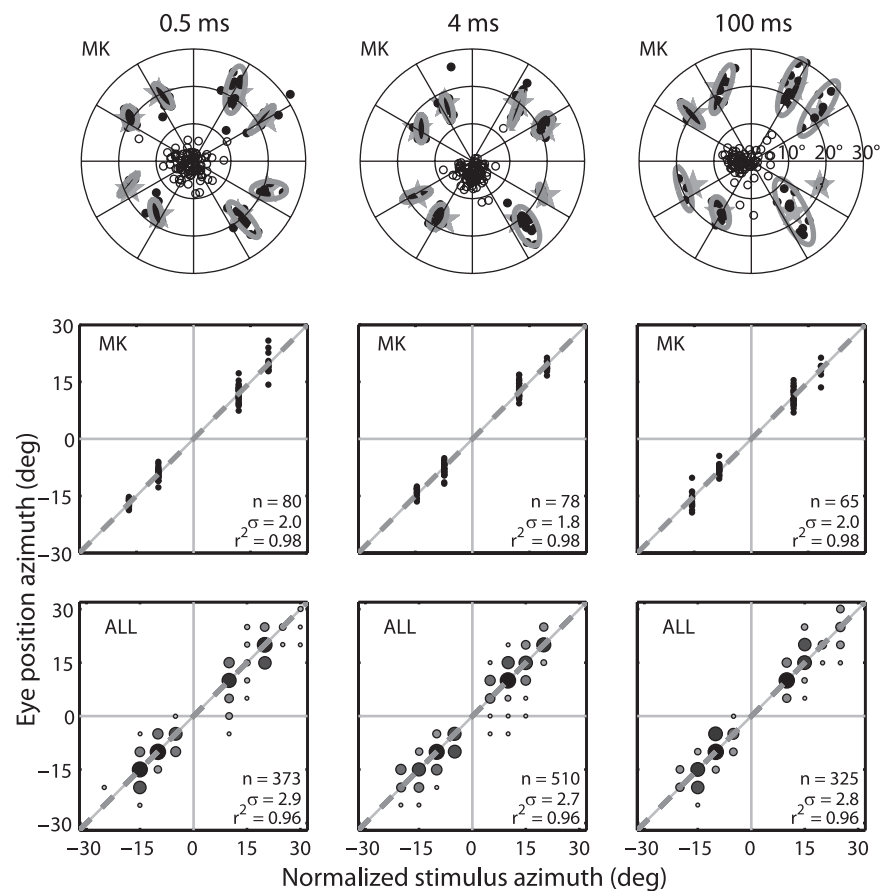 0.5 ms 4 ms 100 ms
MK MK MK
10° 20° 30°
Eye position azimuth (deg)
30 MK MK MK
15
0
−15 n = 80 n = 78 n = 65
σ = 2.0 σ = 1.8 σ = 2.0
−30 r² = 0.98 r² = 0.98 r² = 0.98
30 ALL ALL ALL
15
0
−15 n = 373 n = 510 n = 325
σ = 2.9 σ = 2.7 σ = 2.8
−30 r² = 0.96 r² = 0.96 r² = 0.96
−30 −15 0 15 30 −30 −15 0 15 30 −30 −15 0 15 30
Normalized stimulus azimuth (deg)